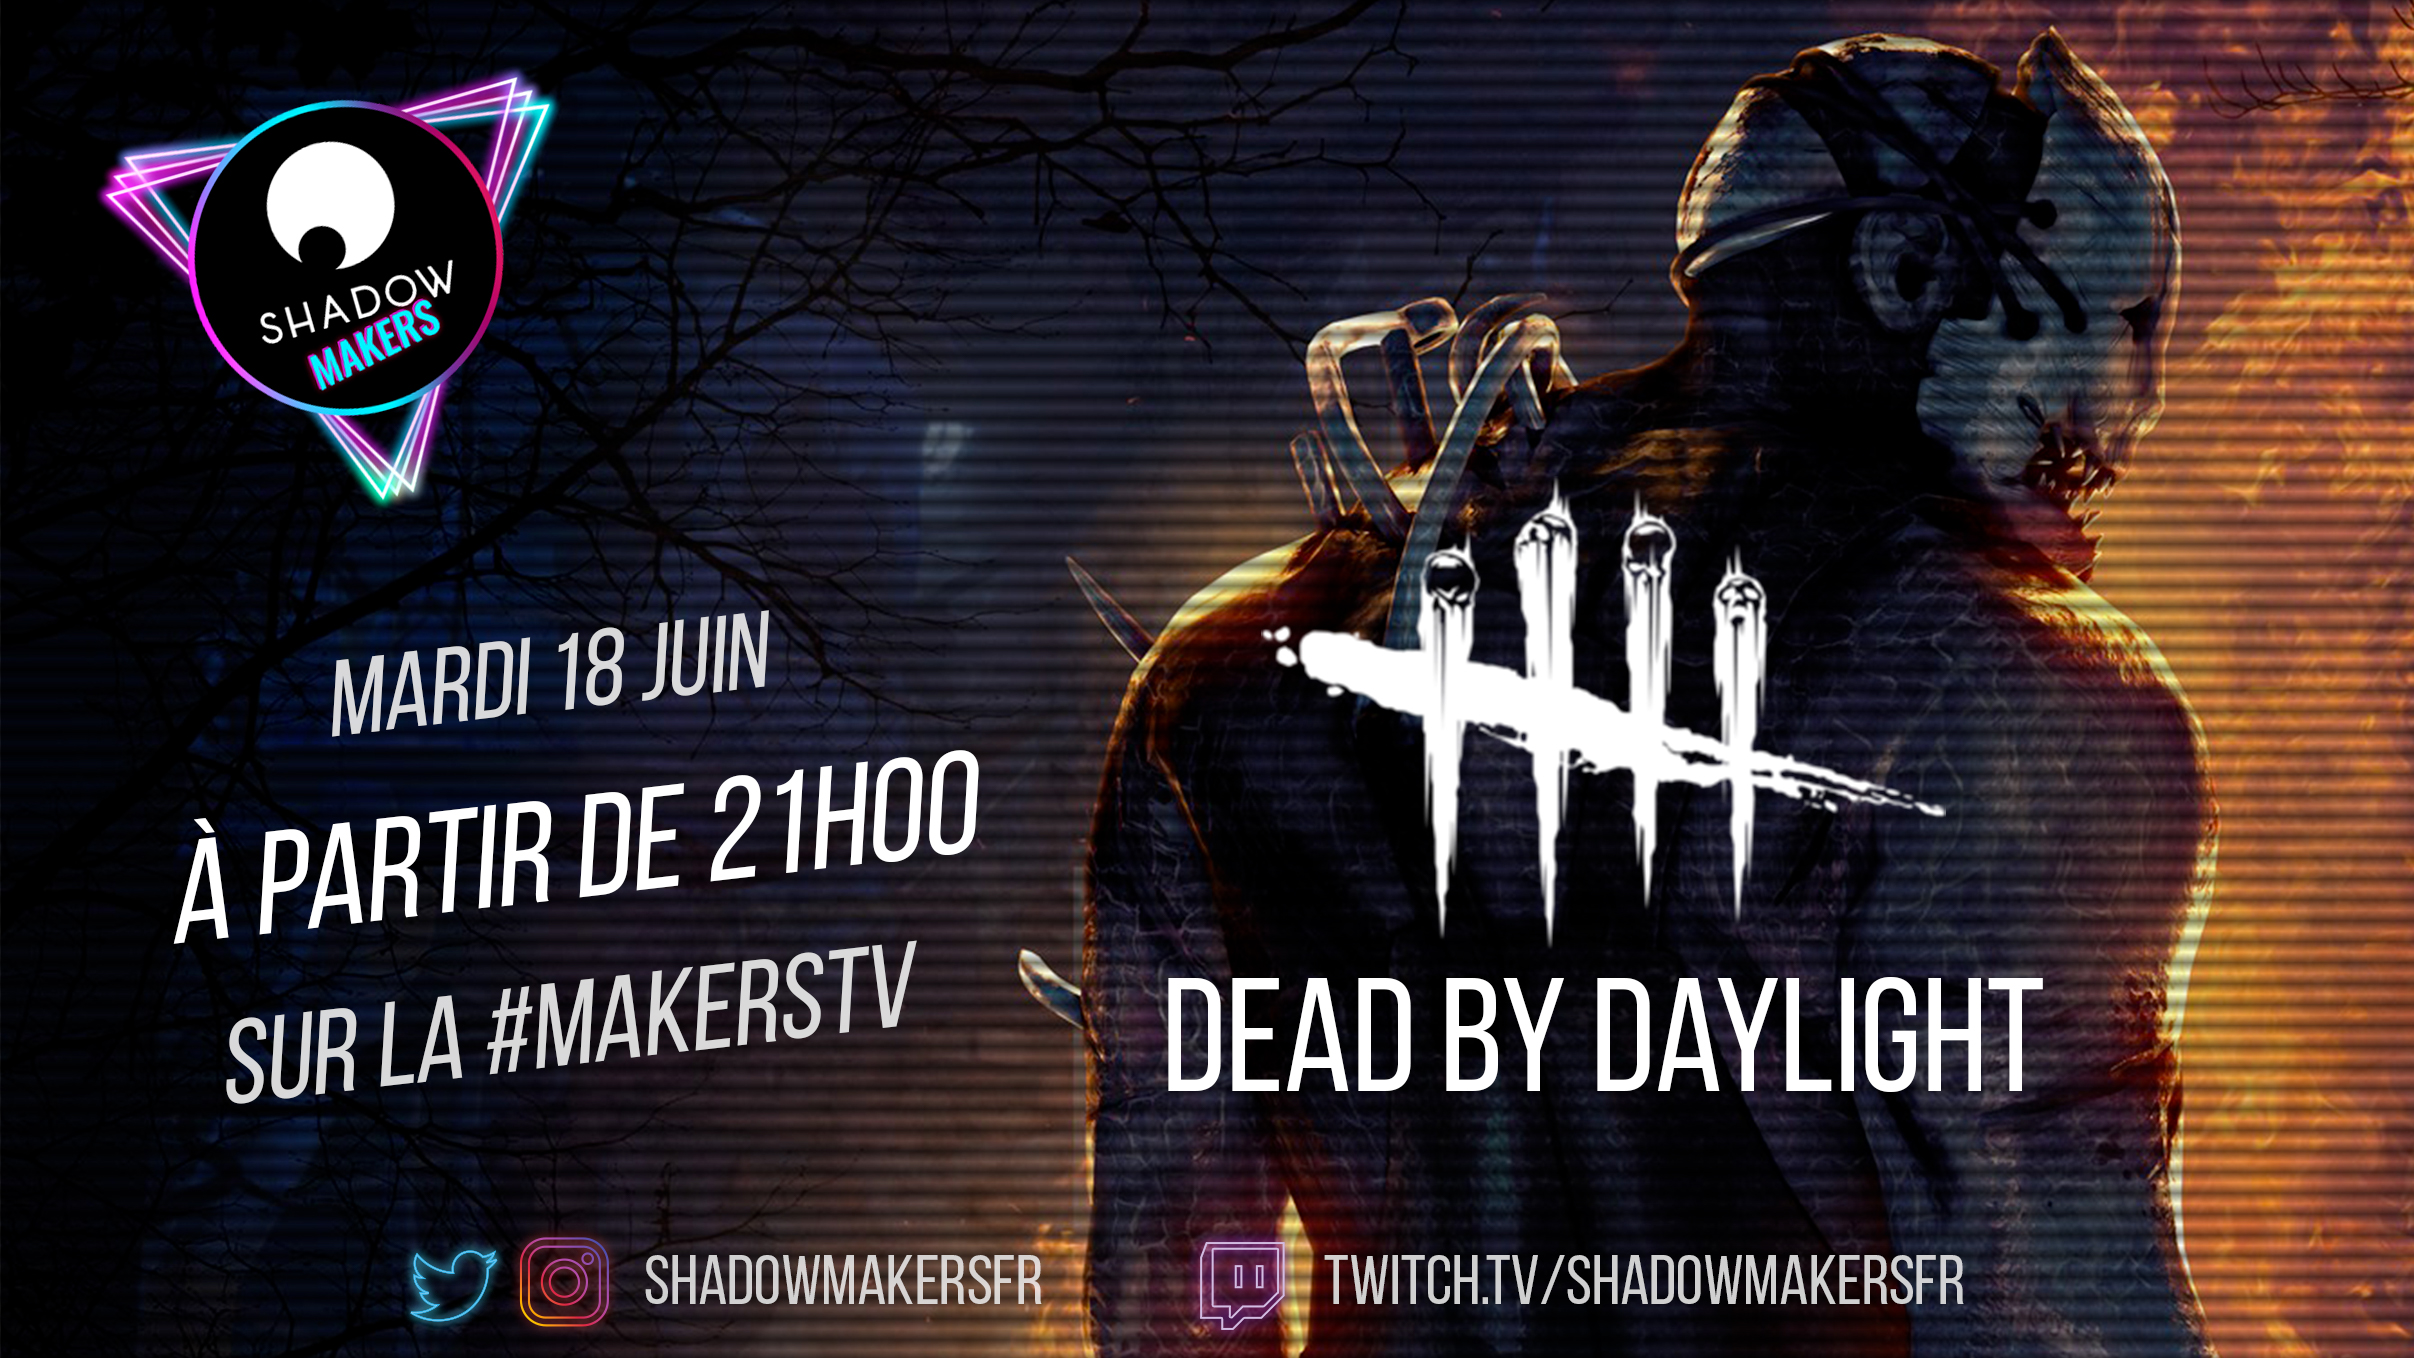 SHADOW
MAKERS
MARDI 18 JUIN
À PARTIR DE 21H00
SUR LA #MAKERSTV
DEAD BY DAYLIGHT
SHADOWMAKERSFR
TWITCH.TV/SHADOWMAKERSFR